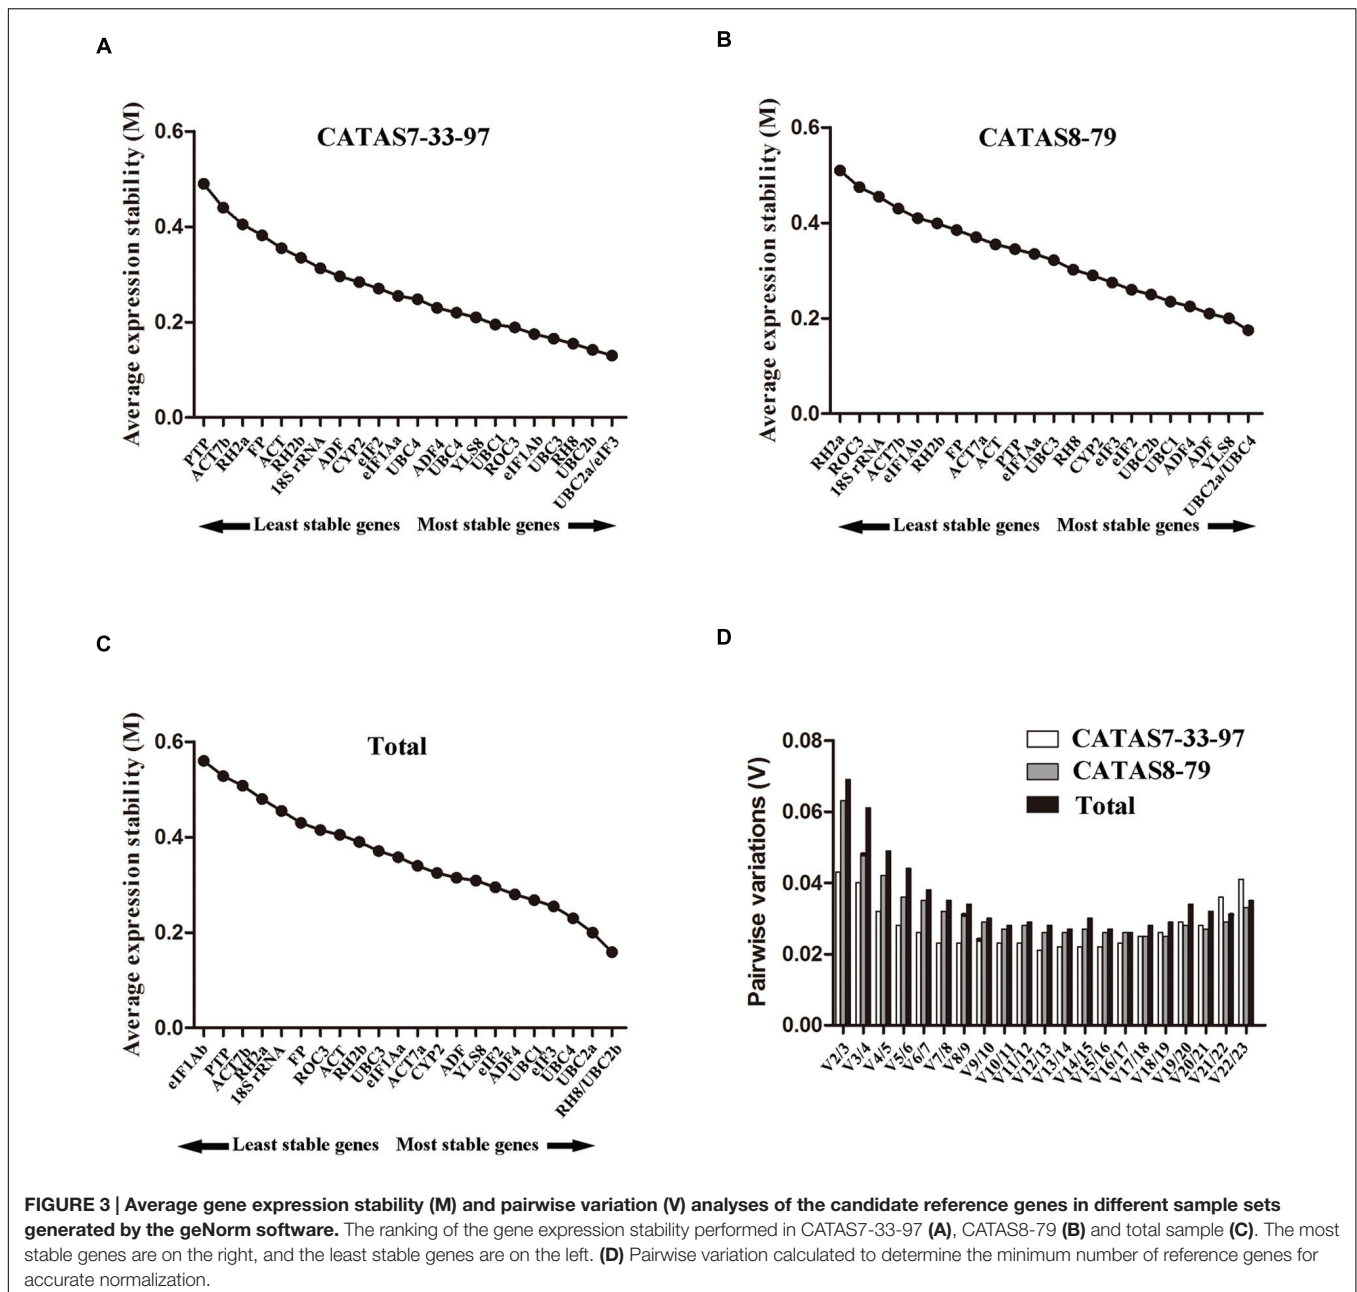 A
Average expression stability (M)
CATAS7-33-97
0.6
0.4
0.2
0.0
PTP
ACT7b
RH2a
FP
ACT
RH2b
18S rRNA
ADF
CYP2
eIF2
eIF1Aa
UBC4
ADF4
UBC4
YLS8
UBC1
ROC3
eIF1Ab
UBC3
RH8
UBC2b
UBC2a/eIF3
Least stable genes Most stable genes
B
Average expression stability (M)
CATAS8-79
0.6
0.4
0.2
0.0
RH2a
ROC3
18S rRNA
ACT7b
eIF1Ab
RH2b
FP
ACT7a
ACT
PTP
eIF1Aa
UBC3
RH8
CYP2
eIF3
eIF2
UBC2b
UBC1
ADF4
ADF
YLS8
UBC2a/UBC4
Least stable genes Most stable genes
C
Average expression stability (M)
Total
0.6
0.4
0.2
0.0
eIF1Ab
PTP
ACT7b
RH2a
18S rRNA
FP
ROC3
ACT
RH2b
UBC3
eIF1Aa
ACT7a
CYP2
ADF
YLS8
eIF2
ADF4
UBC1
eIF3
UBC4
UBC2a
RH8/UBC2b
Least stable genes Most stable genes
D
Pairwise variations (V)
0.08
0.06
0.04
0.02
0.00
CATAS7-33-97
CATAS8-79
Total
V2/3
V3/4
V4/5
V5/6
V6/7
V7/8
V8/9
V9/10
V10/11
V11/12
V12/13
V13/14
V14/15
V15/16
V16/17
V17/18
V18/19
V19/20
V20/21
V21/22
V22/23
FIGURE 3 | Average gene expression stability (M) and pairwise variation (V) analyses of the candidate reference genes in different sample sets
generated by the geNorm software. The ranking of the gene expression stability performed in CATAS7-33-97 (A), CATAS8-79 (B) and total sample (C). The most
stable genes are on the right, and the least stable genes are on the left. (D) Pairwise variation calculated to determine the minimum number of reference genes for
accurate normalization.